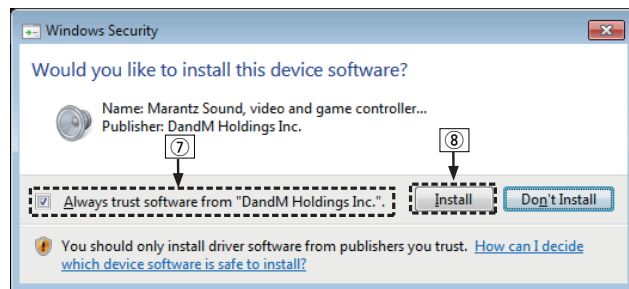 Windows Security
Would you like to install this device software?
Name: Marantz Sound, video and game controller...
Publisher: DandM Holdings Inc.
⑦
⑧
Always trust software from "DandM Holdings Inc.".
Install
Don't Install
You should only install driver software from publishers you trust. How can I decide
which device software is safe to install?